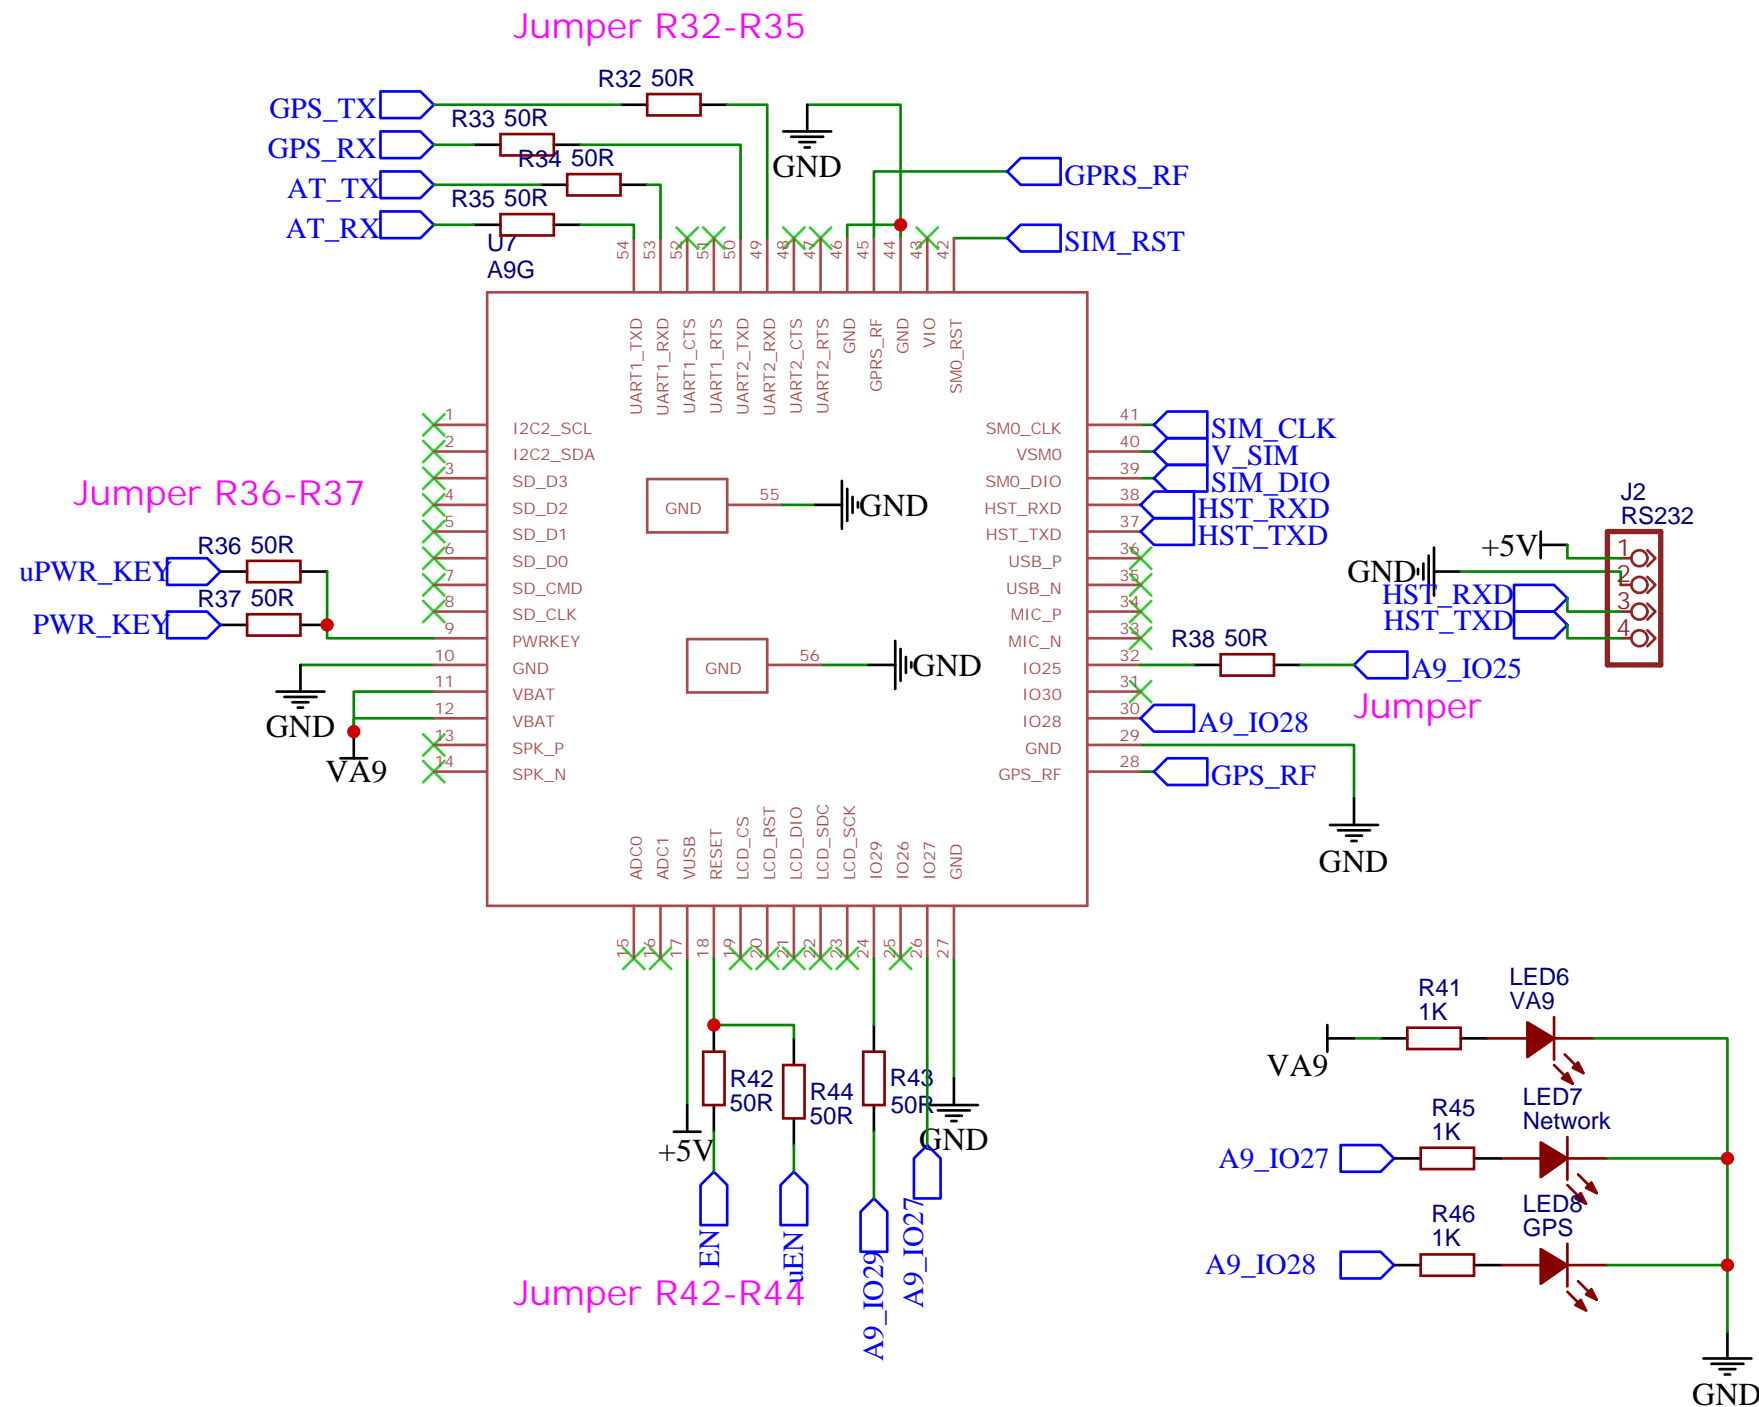 Jumper R32-R35
R32 50R
GPS_TX
R33 50R
GPS_RX
R34 50R
AT_TX
R35 50R
AT_RX
GND
GPRS_RF
SIM_RST
U7
A9G
54
53
52
51
50
49
48
47
46
45
44
43
42
UART1_TXD
UART1_RXD
UART1_CTS
UART1_RTS
UART2_TXD
UART2_RXD
UART2_CTS
UART2_RTS
GND
GPRS_RF
GND
VIO
SM0_RST
1 I2C2_SCL
2 I2C2_SDA
3 SD_D3
4 SD_D2
5 SD_D1
6 SD_D0
7 SD_CMD
8 SD_CLK
9 PWRKEY
10 GND
11 VBAT
12 VBAT
13 SPK_P
14 SPK_N
Jumper R36-R37
R36 50R
uPWR_KEY
R37 50R
PWR_KEY
GND
VA9
GND 55 GND
GND 56 GND
SM0_CLK 41 SIM_CLK
VSM0 40 V_SIM
SM0_DIO 39 SIM_DIO
HST_RXD 38 HST_RXD
HST_TXD 37 HST_TXD
USB_P 36
USB_N 35
MIC_P 34
MIC_N 33
IO25 32
R38 50R
A9_IO25
Jumper
IO30 31
IO28 30 A9_IO28
GND 29
GPS_RF 28 GPS_RF
GND
J2
RS232
+5V 1
GND 2
HST_RXD 3
HST_TXD 4
ADC0
ADC1
VUSB
RESET
LCD_CS
LCD_RST
LCD_DIO
LCD_SDC
LCD_SCK
IO29
IO26
IO27
GND
15
16
17
18
19
20
21
22
23
24
25
26
27
R42
50R
R44
50R
R43
50R
GND
+5V
EN
uEN
A9_IO29
A9_IO27
Jumper R42-R44
LED6
VA9
R41
1K
VA9
LED7
Network
R45
1K
A9_IO27
LED8
GPS
R46
1K
A9_IO28
GND